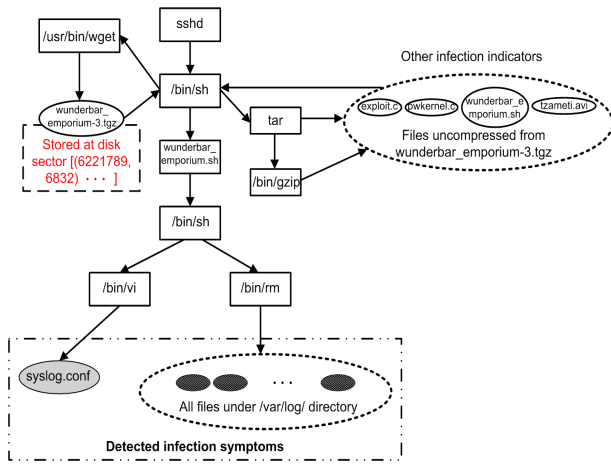 sshd
/usr/bin/wget
Other infection indicators
/bin/sh
wunderbar_
emporium-3.tgz
exploit.c
pwkernel.c
wunderbar_e
mporium.sh
tzameti.avi
tar
Files uncompressed from
wunderbar_emporium-3.tgz
Stored at disk
sector [(6221789,
6832) · · · ]
wunderbar_
emporium.sh
/bin/gzip
/bin/sh
/bin/vi
/bin/rm
syslog.conf
· · ·
All files under /var/log/ directory
Detected infection symptoms